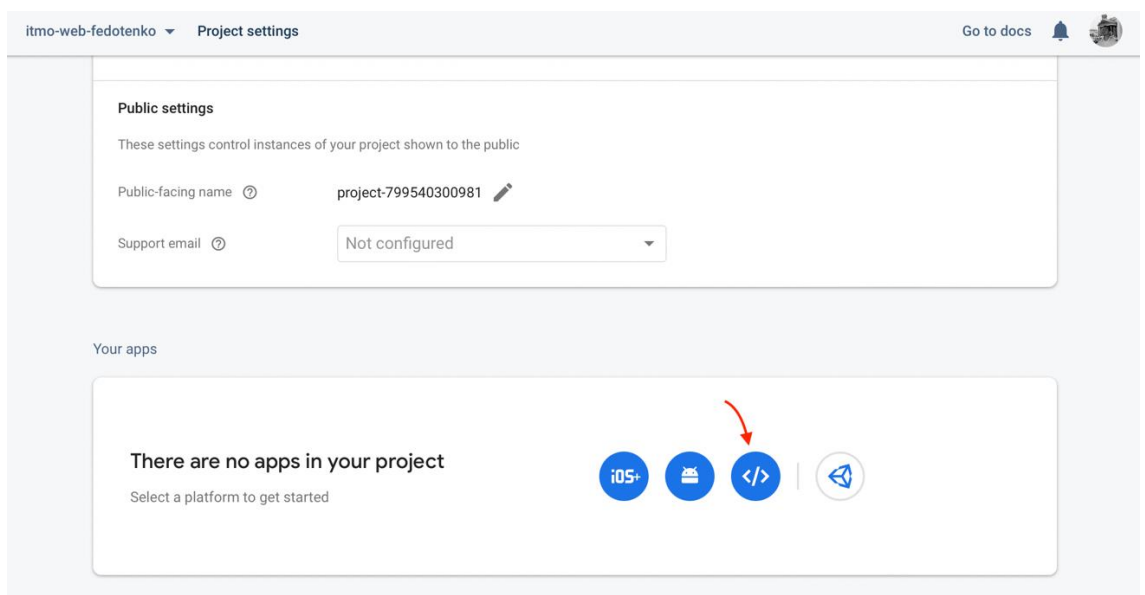 itmo-web-fedotenko Project settings Go to docs
Public settings
These settings control instances of your project shown to the public
Public-facing name project-799540300981
Support email Not configured
Your apps
There are no apps in your project
Select a platform to get started
iOS+ </>